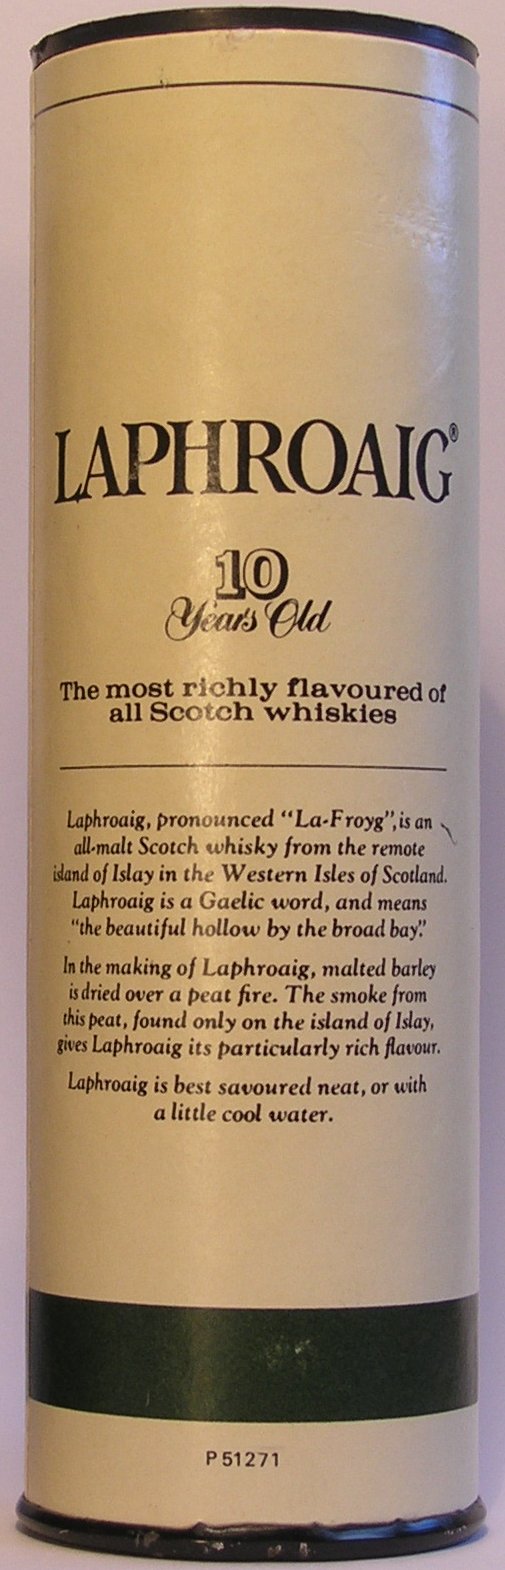 LAPHROAIG®
10
Years Old
The most richly flavoured of
all Scotch whiskies
Laphroaig, pronounced “La-Froyg”, is an
all-malt Scotch whisky from the remote
island of Islay in the Western Isles of Scotland.
Laphroaig is a Gaelic word, and means
“the beautiful hollow by the broad bay.”
In the making of Laphroaig, malted barley
is dried over a peat fire. The smoke from
this peat, found only on the island of Islay,
gives Laphroaig its particularly rich flavour.
Laphroaig is best savoured neat, or with
a little cool water.
P 51271